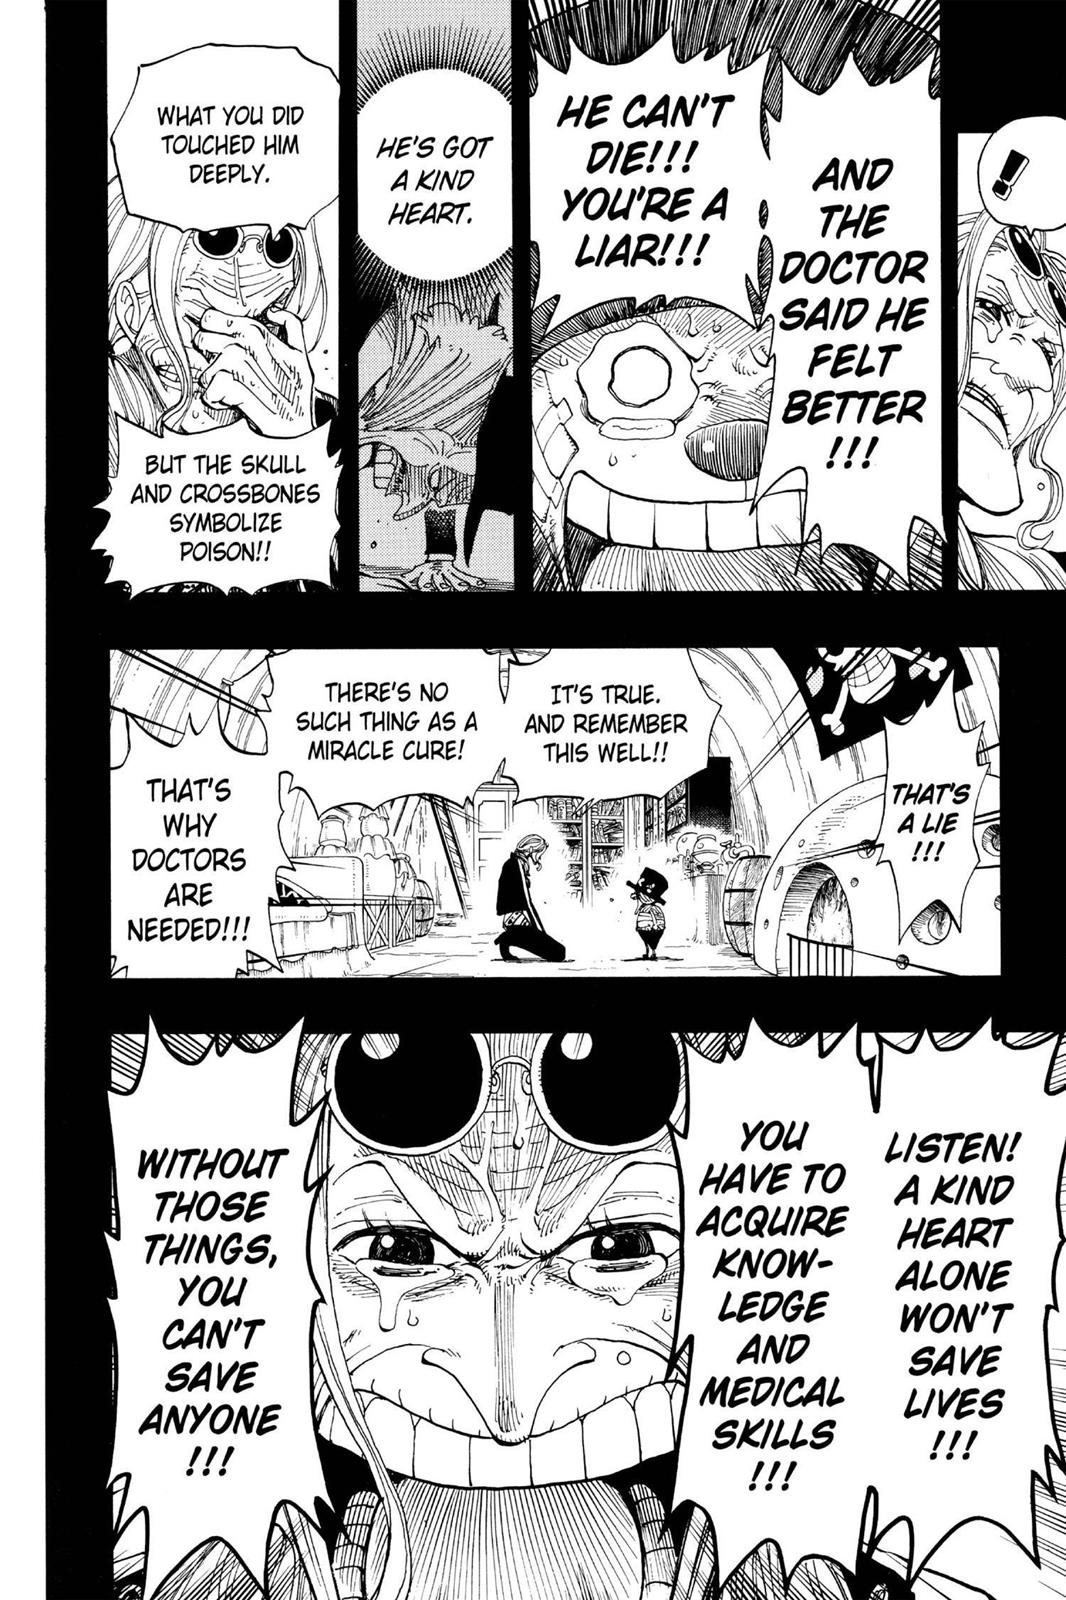 !
AND
THE
DOCTOR
SAID HE
FELT
BETTER
!!!
HE CAN'T
DIE!!!
YOU'RE A
LIAR!!!
HE'S GOT
A KIND
HEART.
WHAT YOU DID
TOUCHED HIM
DEEPLY.
BUT THE SKULL
AND CROSSBONES
SYMBOLIZE
POISON!!
THAT'S
A LIE
!!!
IT'S TRUE.
AND REMEMBER
THIS WELL!!
THERE'S NO
SUCH THING AS A
MIRACLE CURE!
THAT'S
WHY
DOCTORS
ARE
NEEDED!!!
LISTEN!
A KIND
HEART
ALONE
WON'T
SAVE
LIVES
!!!
YOU
HAVE TO
ACQUIRE
KNOW-
LEDGE
AND
MEDICAL
SKILLS
!!!
WITHOUT
THOSE
THINGS,
YOU
CAN'T
SAVE
ANYONE
!!!